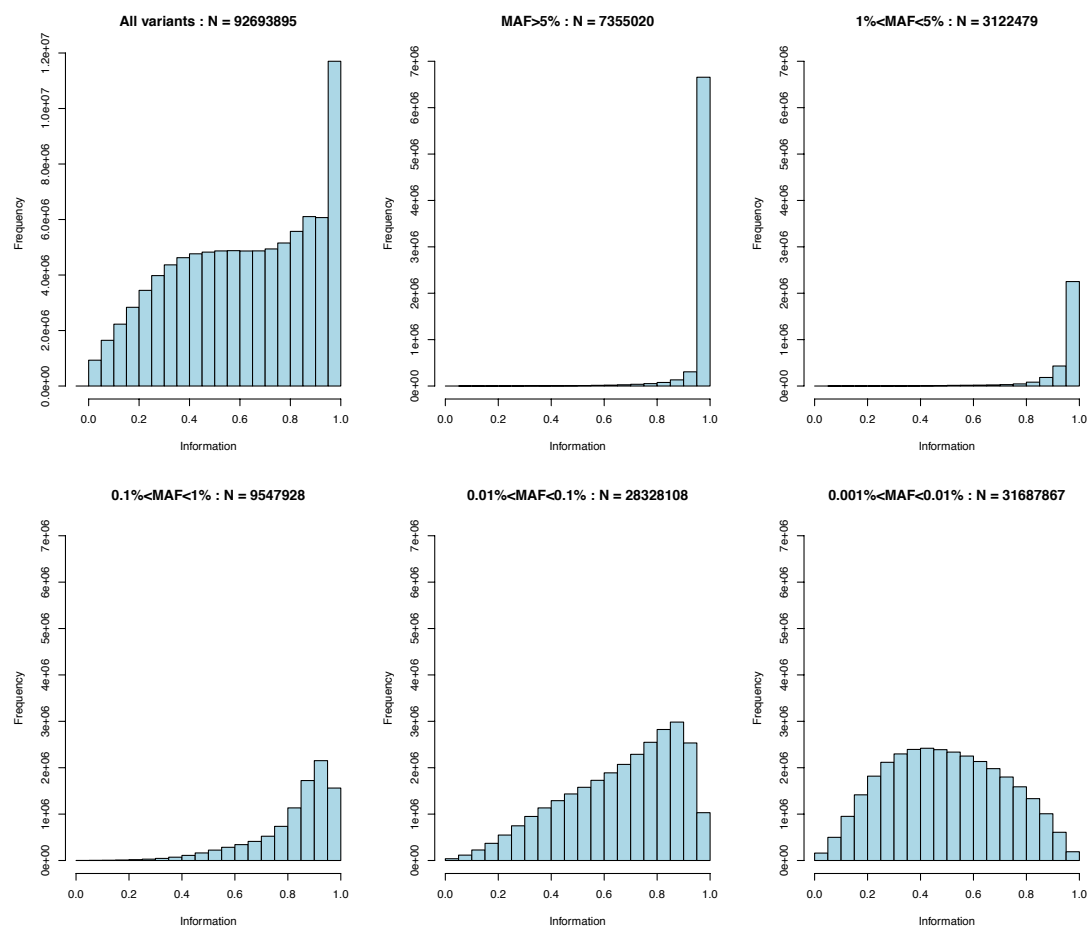 All variants : N = 92693895
Frequency
0.0e+00 2.0e+06 4.0e+06 6.0e+06 8.0e+06 1.0e+07 1.2e+07
0.0 0.2 0.4 0.6 0.8 1.0
Information
MAF>5% : N = 7355020
Frequency
0e+00 1e+06 2e+06 3e+06 4e+06 5e+06 6e+06 7e+06
0.0 0.2 0.4 0.6 0.8 1.0
Information
1%<MAF<5% : N = 3122479
Frequency
0e+00 1e+06 2e+06 3e+06 4e+06 5e+06 6e+06 7e+06
0.0 0.2 0.4 0.6 0.8 1.0
Information
0.1%<MAF<1% : N = 9547928
Frequency
0e+00 1e+06 2e+06 3e+06 4e+06 5e+06 6e+06 7e+06
0.0 0.2 0.4 0.6 0.8 1.0
Information
0.01%<MAF<0.1% : N = 28328108
Frequency
0e+00 1e+06 2e+06 3e+06 4e+06 5e+06 6e+06 7e+06
0.0 0.2 0.4 0.6 0.8 1.0
Information
0.001%<MAF<0.01% : N = 31687867
Frequency
0e+00 1e+06 2e+06 3e+06 4e+06 5e+06 6e+06 7e+06
0.0 0.2 0.4 0.6 0.8 1.0
Information